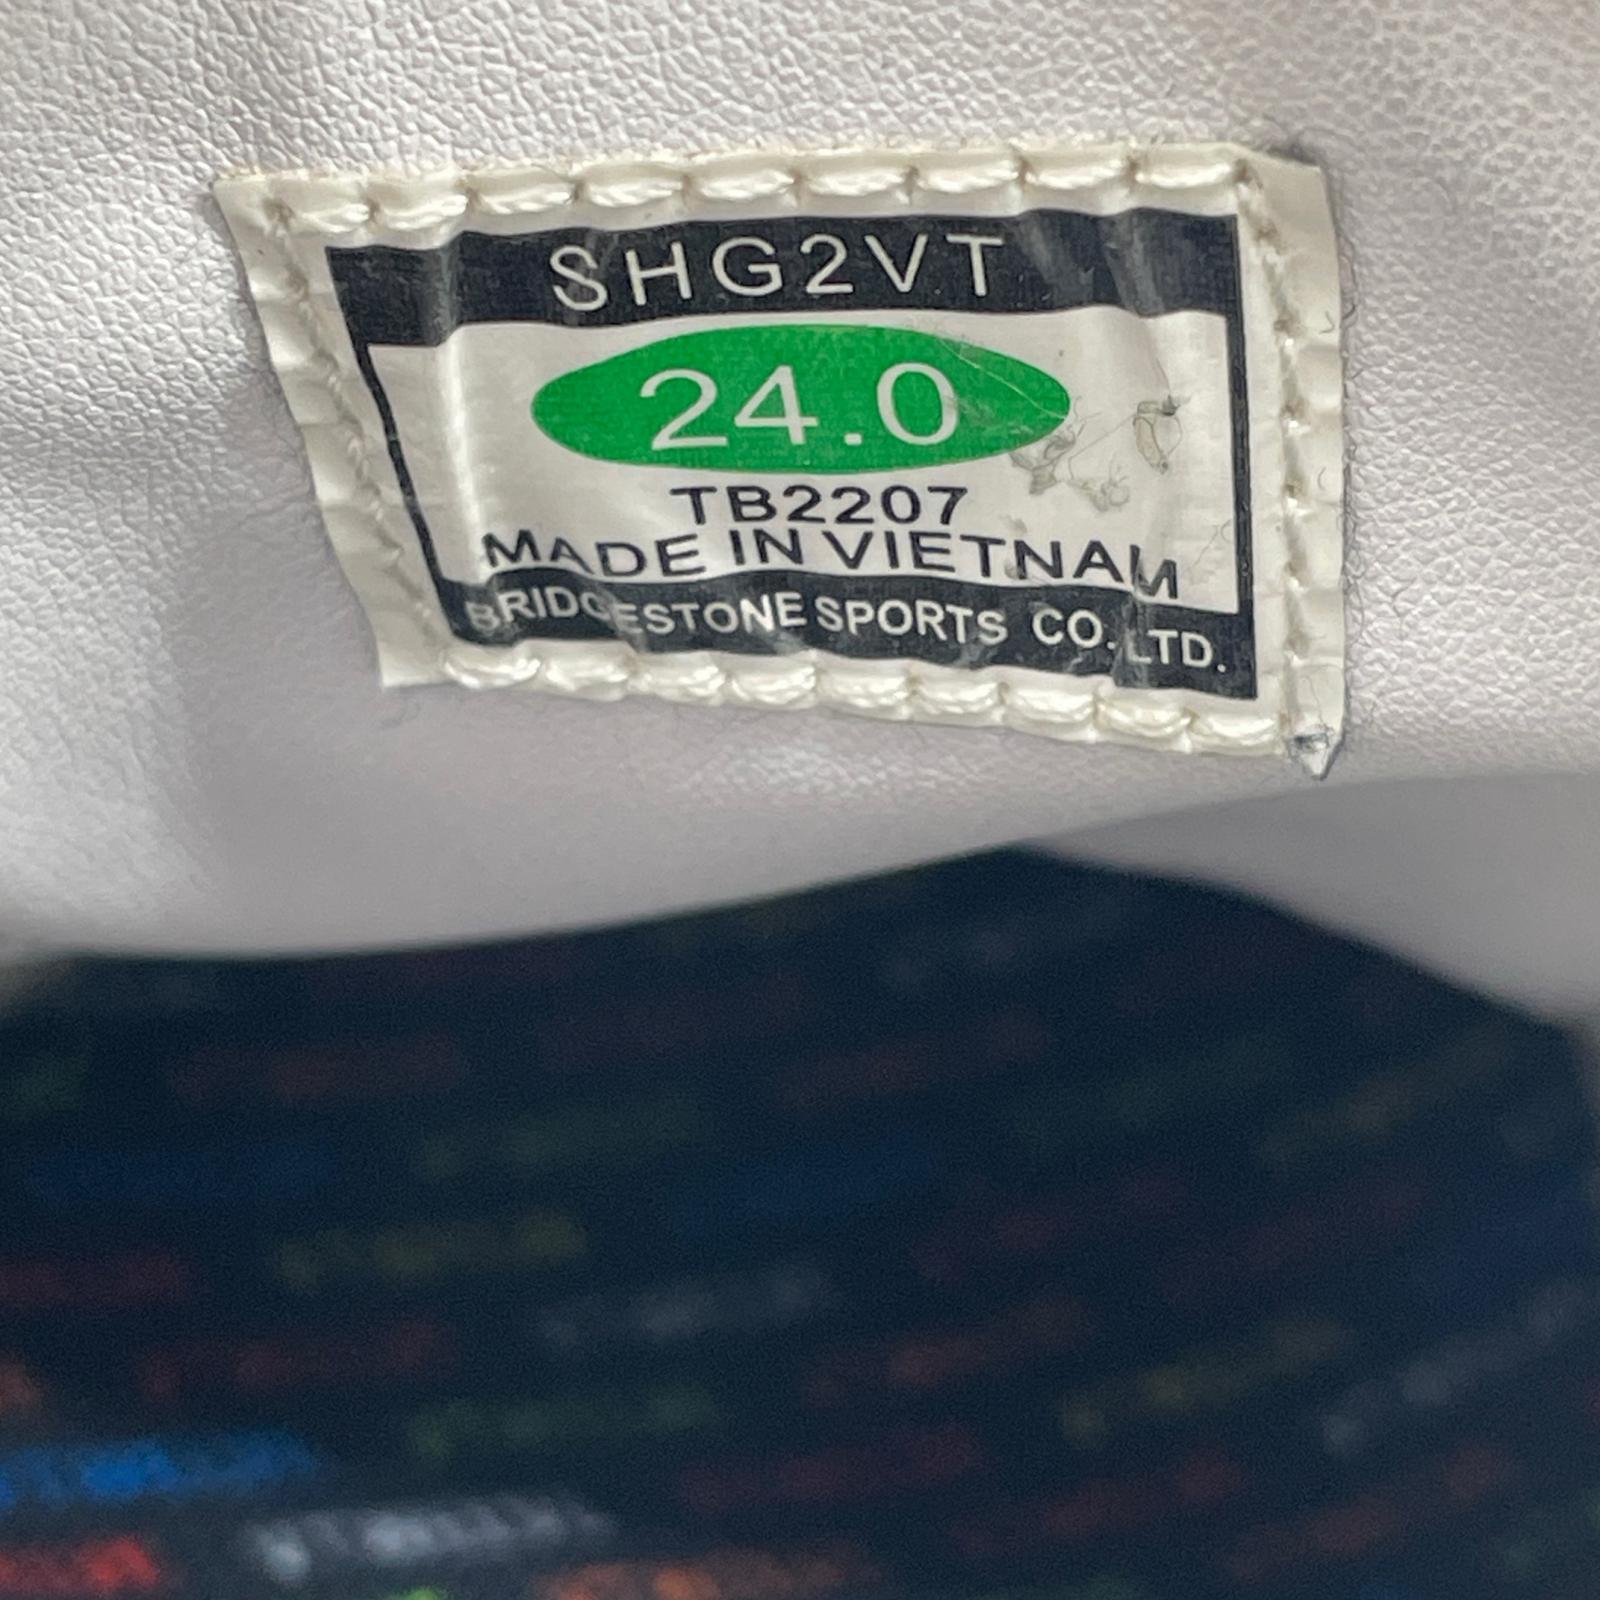 SHG2VT
24.0
TB2207
MADE IN VIETNAM
BRIDGESTONE SPORTS CO. LTD.